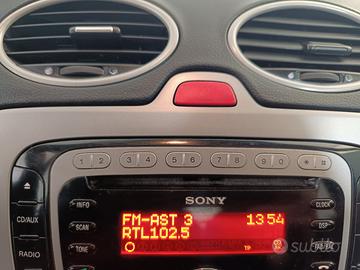 1 2 3 4 5 6 7 8 9 0 * #
SONY
INFO
CLOCK
CD/AUX
SCAN
DSP
RADIO
TONE
FM-AST 3 13 54
RTL102.5
TP
CD
subito